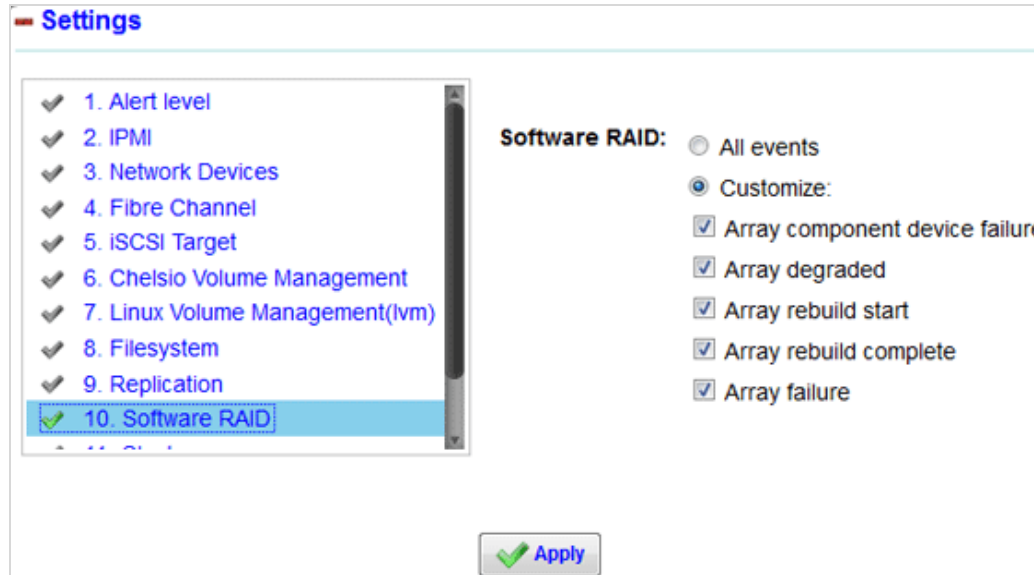 Settings
1. Alert level
2. IPMI
3. Network Devices
4. Fibre Channel
5. iSCSI Target
6. Chelsio Volume Management
7. Linux Volume Management(lvm)
8. Filesystem
9. Replication
10. Software RAID
Software RAID:
All events
Customize:
Array component device failure
Array degraded
Array rebuild start
Array rebuild complete
Array failure
Apply